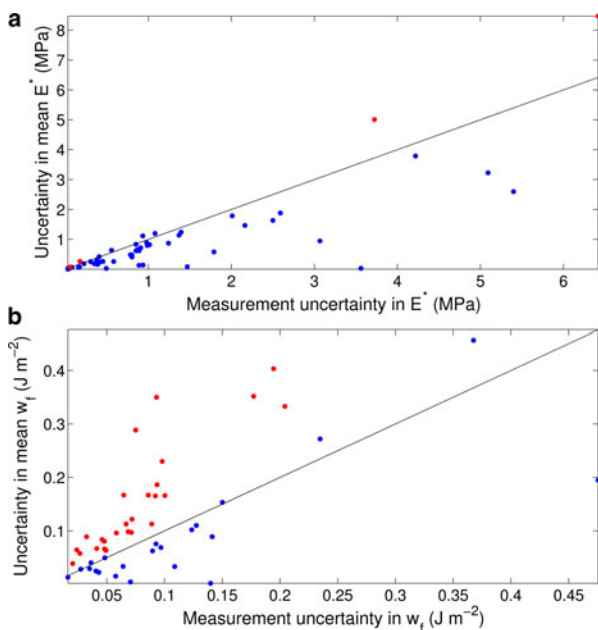 a
Uncertainty in mean E* (MPa)
8
7
6
5
4
3
2
1
1 2 3 4 5 6
Measurement uncertainty in E* (MPa)
b
Uncertainty in mean w_f (J m⁻²)
0.4
0.3
0.2
0.1
0.05 0.1 0.15 0.2 0.25 0.3 0.35 0.4 0.45
Measurement uncertainty in w_f (J m⁻²)